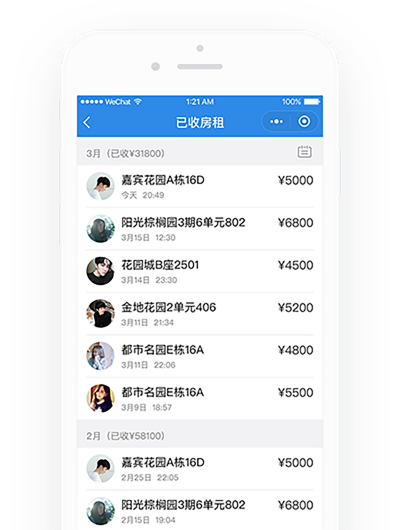 WeChat 1:21 AM 100%
已收房租
3月（已收¥31800）
嘉宾花园A栋16D ¥5000
今天 20:49
阳光棕榈园3期6单元802 ¥6800
3月15日 12:30
花园城B座2501 ¥4500
3月14日 23:30
金地花园2单元406 ¥5200
3月11日 21:34
都市名园E栋16A ¥4800
3月11日 22:06
都市名园E栋16A ¥5500
3月9日 18:57
2月（已收¥58100）
嘉宾花园A栋16D ¥5000
2月25日 22:05
阳光棕榈园3期6单元802 ¥6800
2月15日 19:04